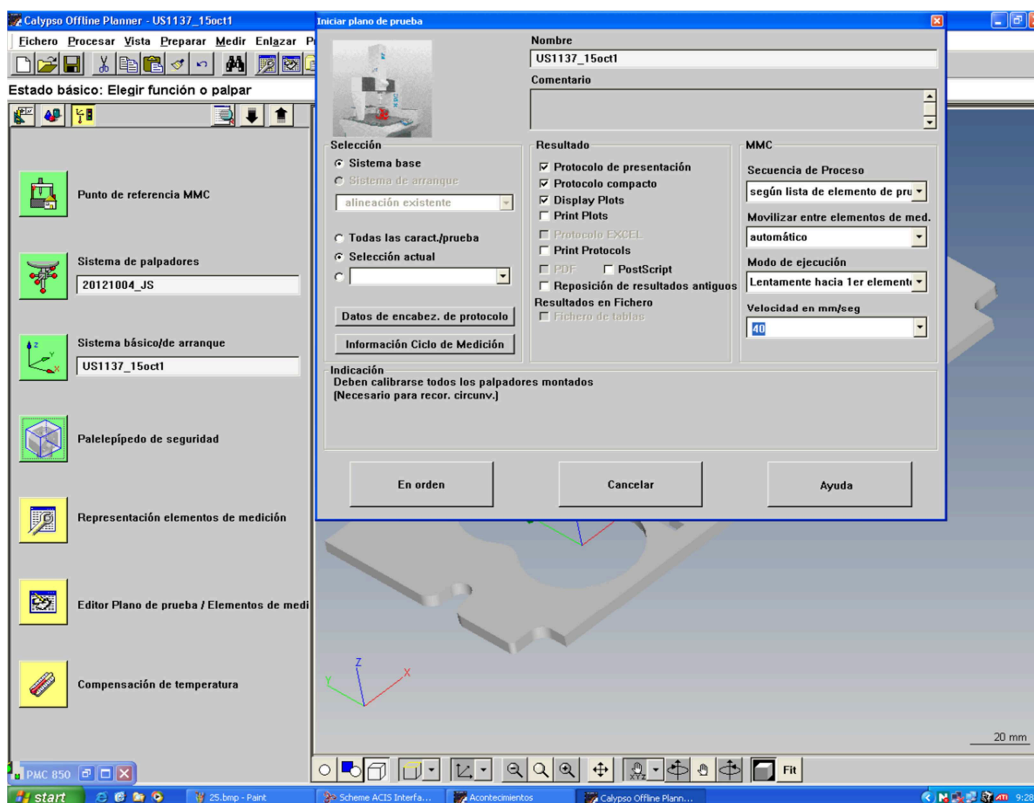 Calypso Offline Planner - US1137_15oct1
Fichero Procesar Vista Preparar Medir Enlazar
Estado básico: Elegir función o palpar
Punto de referencia MMC
Sistema de palpadores
20121004_JS
Sistema básico/de arranque
US1137_15oct1
Palelepípedo de seguridad
Representación elementos de medición
Editor Plano de prueba / Elementos de medi
Compensación de temperatura
Iniciar plano de prueba
Nombre
US1137_15oct1
Comentario
Selección
Sistema base
Sistema de arranque
alineación existente
Todas las caract./prueba
Selección actual
Datos de encabez. de protocolo
Información Ciclo de Medición
Resultado
Protocolo de presentación
Protocolo compacto
Display Plots
Print Plots
Protocolo EXCEL
Print Protocols
PDF PostScript
Reposición de resultados antiguos
Resultados en Fichero
Fichero de tablas
MMC
Secuencia de Proceso
según lista de elemento de pru
Movilizar entre elementos de med.
automático
Modo de ejecución
Lentamente hacia 1er element
Velocidad en mm/seg
40
Indicación
Deben calibrarse todos los palpadores montados
(Necesario para recor. circunv.)
En orden Cancelar Ayuda
Z
X
Y
20 mm
PMC 850
Fit
start 25.bmp - Paint Scheme ACIS Interfa... Acontecimientos Calypso Offline Plann... 9:28